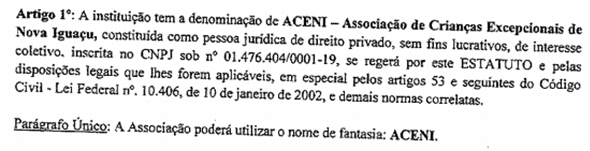 Artigo 1º: A instituição tem a denominação de ACENI – Associação de Crianças Excepcionais de
Nova Iguaçu, constituída como pessoa jurídica de direito privado, sem fins lucrativos, de interesse
coletivo, inscrita no CNPJ sob nº 01.476.404/0001-19, se regerá por este ESTATUTO e pelas
disposições legais que lhes forem aplicáveis, em especial pelos artigos 53 e seguintes do Código
Civil - Lei Federal nº. 10.406, de 10 de janeiro de 2002, e demais normas correlatas.
Parágrafo Único: A Associação poderá utilizar o nome de fantasia: ACENI.